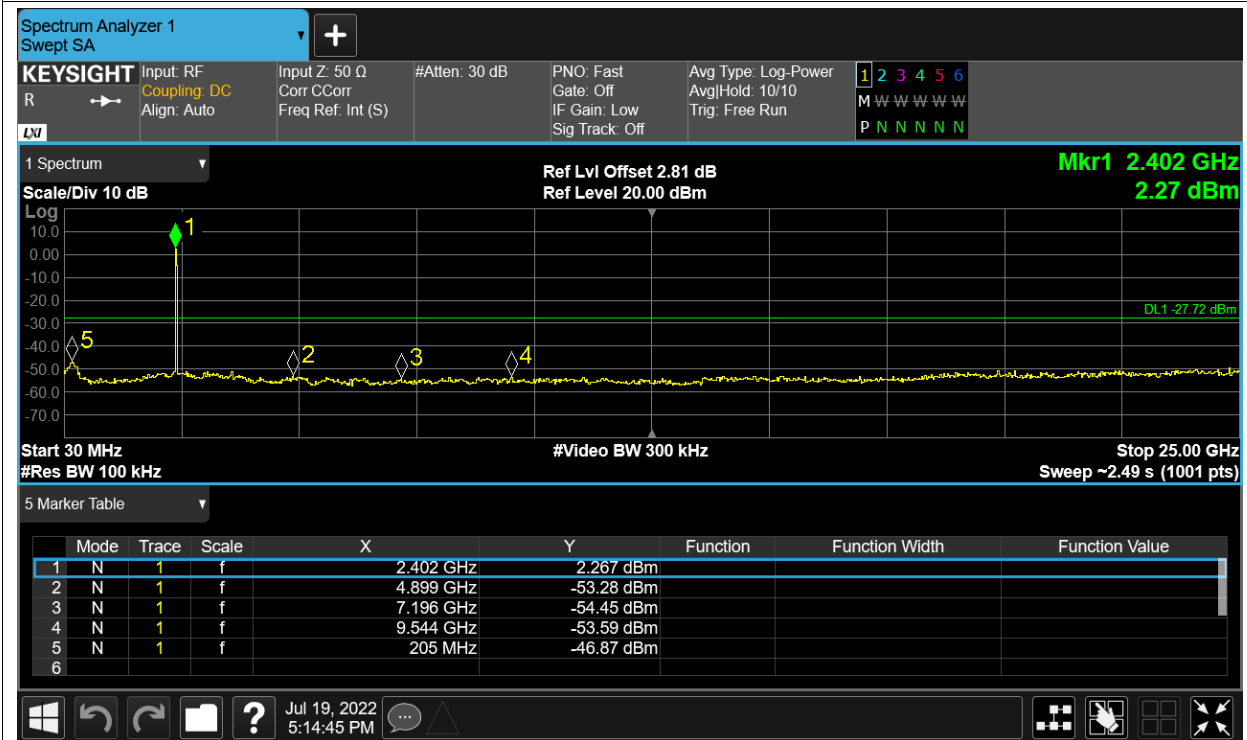 Spectrum Analyzer 1
Swept SA
+
KEYSIGHT
R
LXI
Input: RF
Coupling: DC
Align: Auto
Input Z: 50 Ω
Corr CCorr
Freq Ref: Int (S)
#Atten: 30 dB
PNO: Fast
Gate: Off
IF Gain: Low
Sig Track: Off
Avg Type: Log-Power
Avg|Hold: 10/10
Trig: Free Run
1 2 3 4 5 6
M W W W W W
P N N N N N
1 Spectrum
Scale/Div 10 dB
Ref Lvl Offset 2.81 dB
Ref Level 20.00 dBm
Mkr1 2.402 GHz
2.27 dBm
Log
10.0
0.00
-10.0
-20.0
-30.0
-40.0
-50.0
-60.0
-70.0
1
5
2
3
4
DL1 -27.72 dBm
Start 30 MHz
#Video BW 300 kHz
Stop 25.00 GHz
#Res BW 100 kHz
Sweep ~2.49 s (1001 pts)
5 Marker Table
Mode Trace Scale X Y Function Function Width Function Value
1 N 1 f 2.402 GHz 2.267 dBm
2 N 1 f 4.899 GHz -53.28 dBm
3 N 1 f 7.196 GHz -54.45 dBm
4 N 1 f 9.544 GHz -53.59 dBm
5 N 1 f 205 MHz -46.87 dBm
6
?
Jul 19, 2022
5:14:45 PM